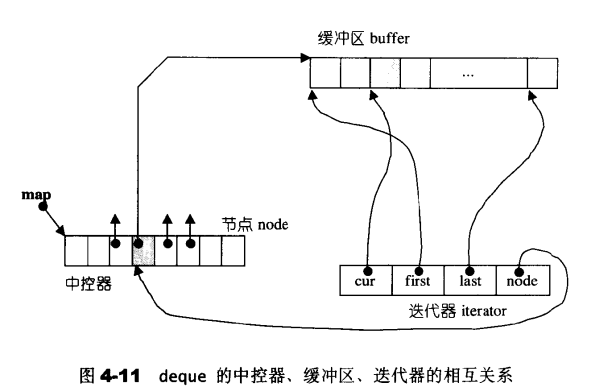 缓冲区 buffer
...
map
节点 node
中控器
cur first last node
迭代器 iterator
图 4-11 deque 的中控器、缓冲区、迭代器的相互关系